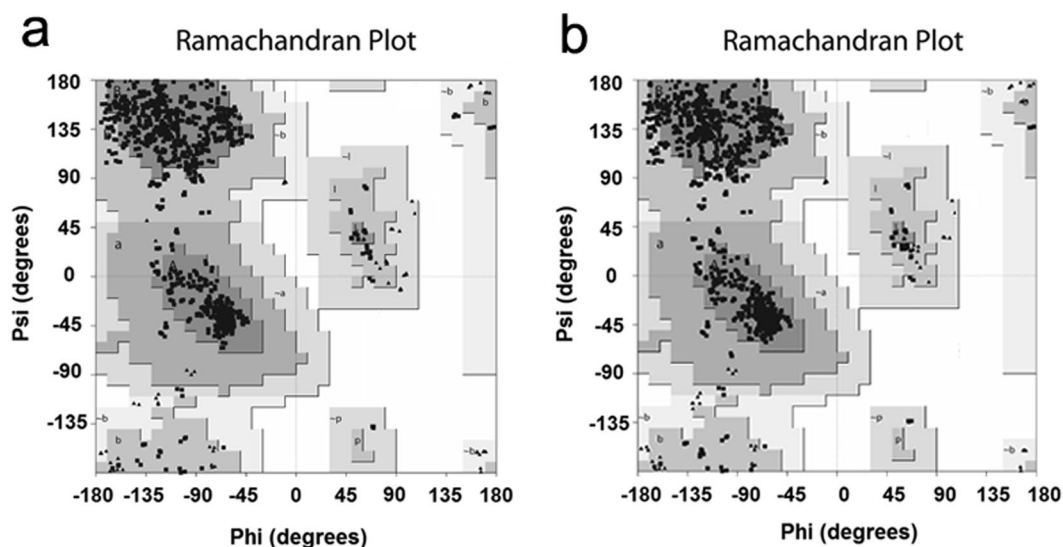 a
Ramachandran Plot
180
135
90
45
0
-45
-90
-135
Psi (degrees)
B
~b
~b
b
~l
l
a
~a
~b
b
~p
p
~b
-180 -135 -90 -45 0 45 90 135 180
Phi (degrees)
b
Ramachandran Plot
180
135
90
45
0
-45
-90
-135
Psi (degrees)
B
~b
~b
b
~l
l
a
~a
~b
b
~p
p
~b
-180 -135 -90 -45 0 45 90 135 180
Phi (degrees)